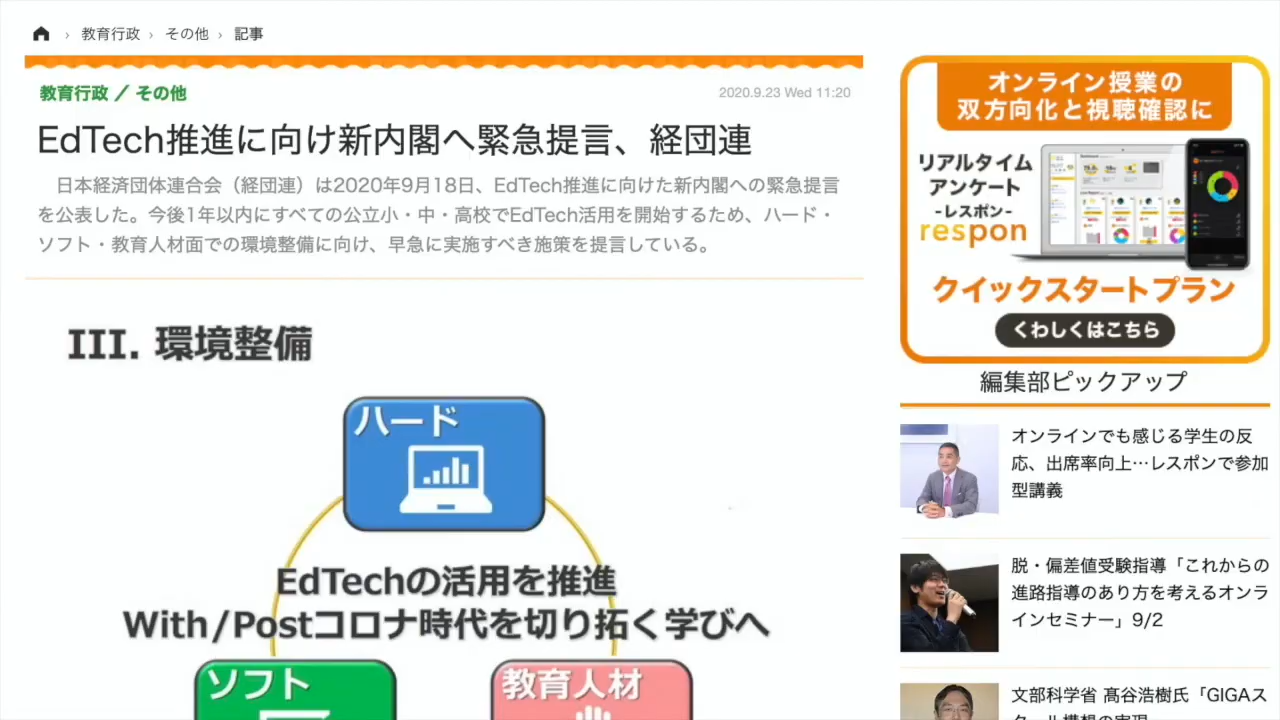 › 教育行政 › その他 › 記事
教育行政 ／ その他
2020.9.23 Wed 11:20
EdTech推進に向け新内閣へ緊急提言、経団連
日本経済団体連合会（経団連）は2020年9月18日、EdTech推進に向けた新内閣への緊急提言
を公表した。今後1年以内にすべての公立小・中・高校でEdTech活用を開始するため、ハード・
ソフト・教育人材面での環境整備に向け、早急に実施すべき施策を提言している。
III. 環境整備
ハード
EdTechの活用を推進
With/Postコロナ時代を切り拓く学びへ
ソフト
教育人材
オンライン授業の
双方向化と視聴確認に
リアルタイム
アンケート
-レスポン-
respon
クイックスタートプラン
くわしくはこちら
編集部ピックアップ
オンラインでも感じる学生の反
応、出席率向上…レスポンで参加
型講義
脱・偏差値受験指導「これからの
進路指導のあり方を考えるオンラ
インセミナー」9/2
文部科学省 髙谷浩樹氏「GIGAス
クール構想の実現